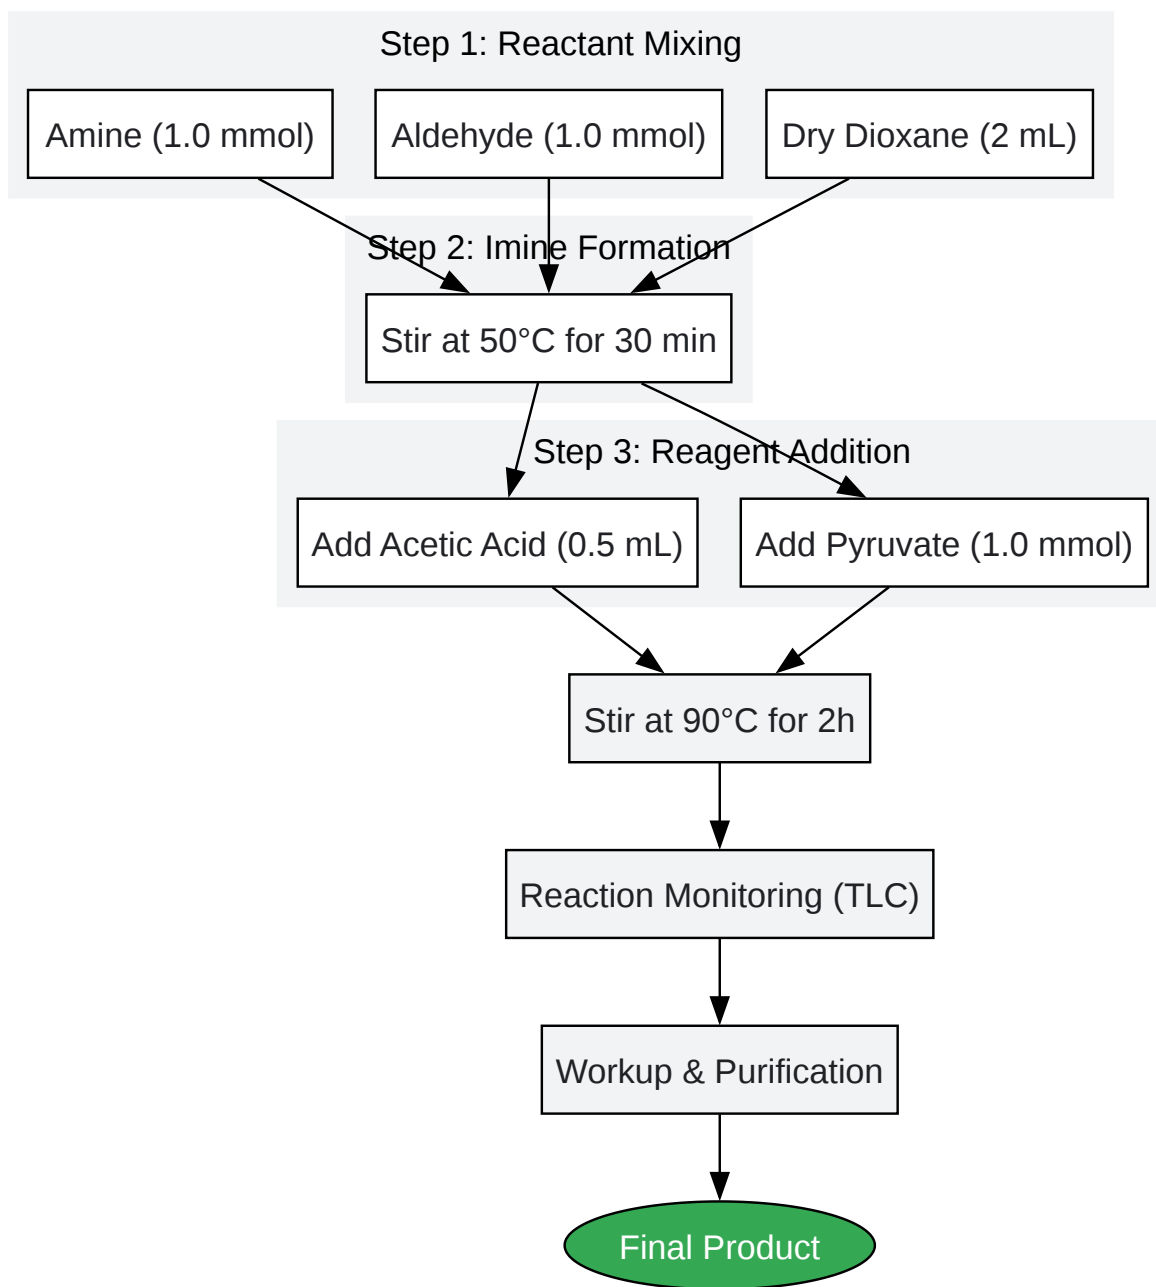 Step 1: Reactant Mixing
Amine (1.0 mmol)
Aldehyde (1.0 mmol)
Dry Dioxane (2 mL)
Step 2: Imine Formation
Stir at 50°C for 30 min
Step 3: Reagent Addition
Add Acetic Acid (0.5 mL)
Add Pyruvate (1.0 mmol)
Stir at 90°C for 2h
Reaction Monitoring (TLC)
Workup & Purification
Final Product